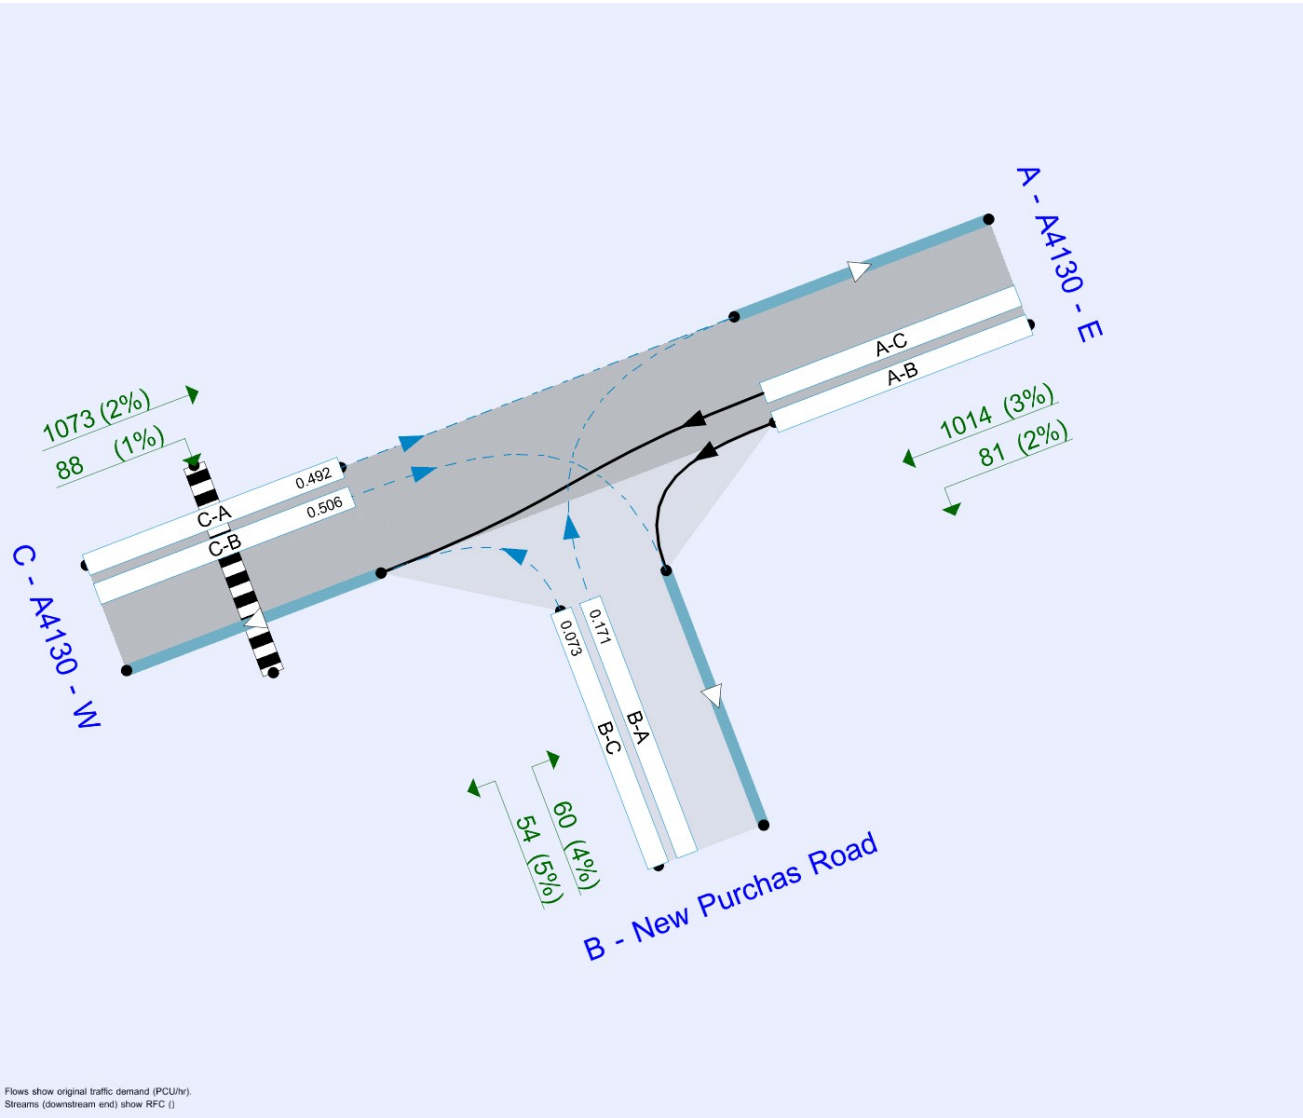 A - A4130 - E
A-C
A-B
1014 (3%)
81 (2%)
1073 (2%)
88 (1%)
0.492
C-A
0.506
C-B
C - A4130 - W
0.073
0.171
B-C
B-A
60 (4%)
54 (5%)
B - New Purchas Road
Flows show original traffic demand (PCU/hr).
Streams (downstream end) show RFC ()